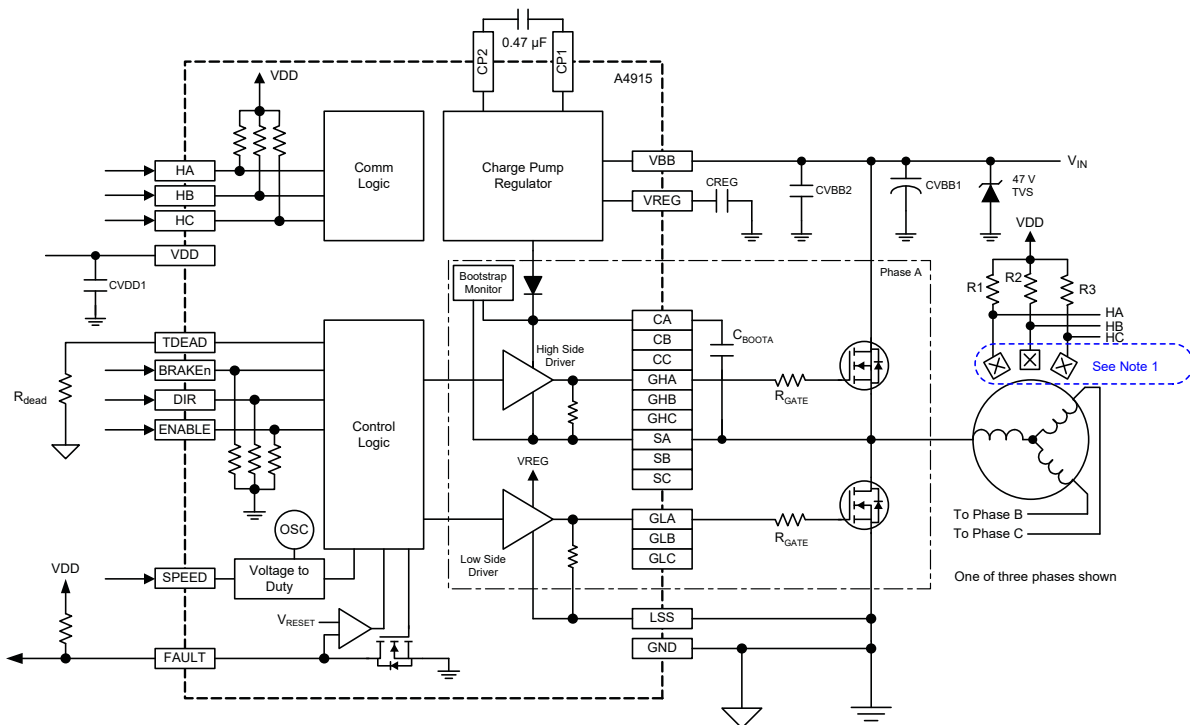 0.47 µF
CP2
CP1
A4915
VDD
HA
HB
HC
VDD
CVDD1
Comm
Logic
Charge Pump
Regulator
VBB
VREG
CREG
CVBB2
CVBB1
47 V
TVS
VIN
VDD
R1
R2
R3
HA
HB
HC
See Note 1
Phase A
Bootstrap
Monitor
High Side
Driver
CA
CB
CC
GHA
GHB
GHC
SA
SB
SC
CBOOTA
RGATE
TDEAD
BRAKEn
DIR
ENABLE
Rdead
Control
Logic
VREG
Low Side
Driver
GLA
GLB
GLC
RGATE
To Phase B
To Phase C
One of three phases shown
OSC
SPEED
Voltage to
Duty
VDD
VRESET
FAULT
LSS
GND